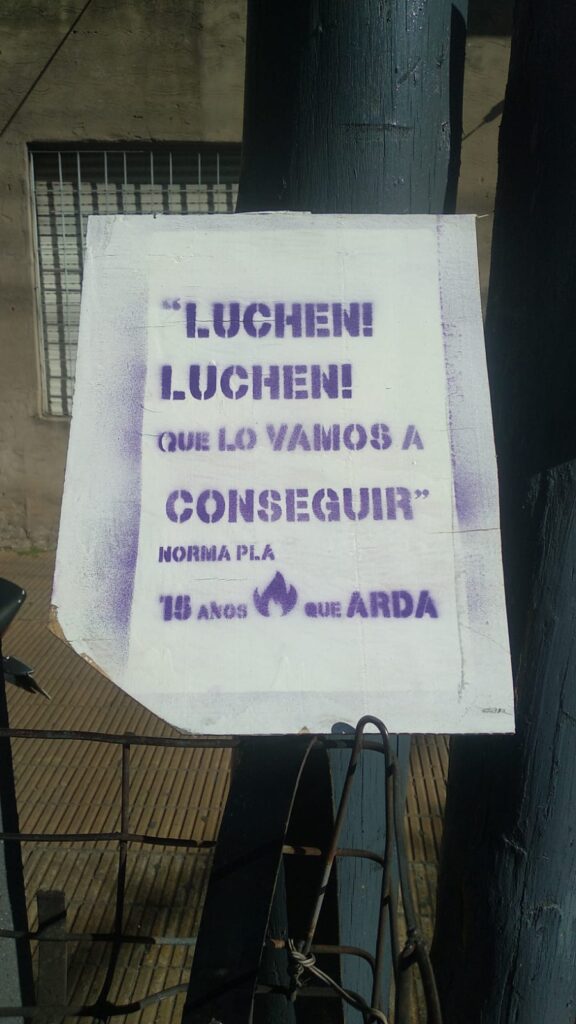 “LUCHEN!
LUCHEN!
QUE LO VAMOS A
CONSEGUIR”
NORMA PLA
15 AÑOS QUE ARDA